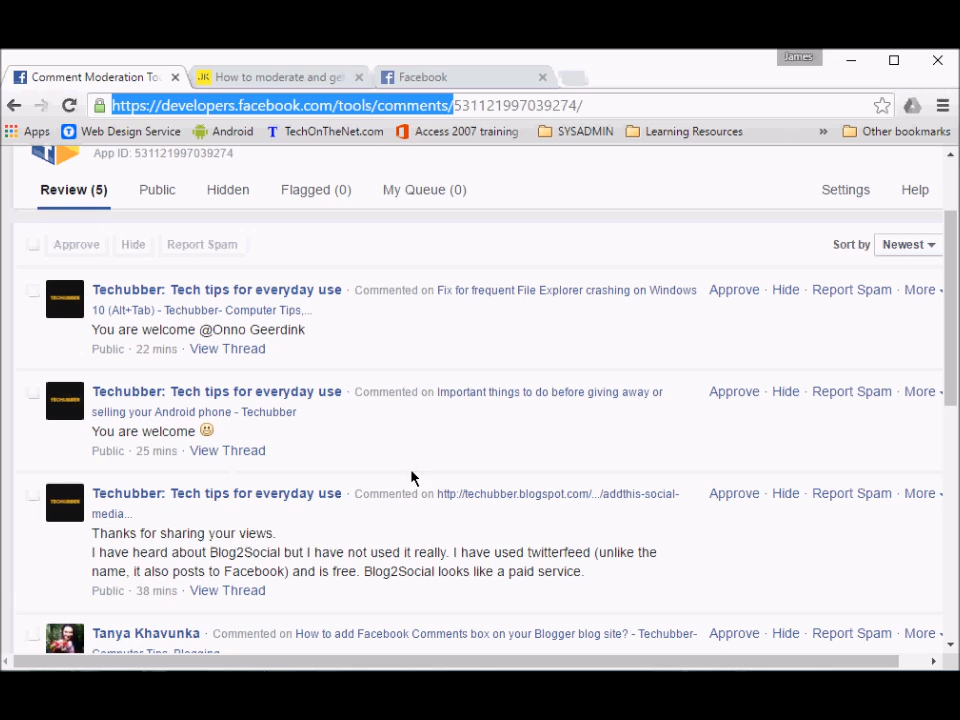 James
Comment Moderation Too
How to moderate and get
Facebook
https://developers.facebook.com/tools/comments/531121997039274/
Apps
Web Design Service
Android
TechOnTheNet.com
Access 2007 training
SYSADMIN
Learning Resources
»
Other bookmarks
App ID: 531121997039274
Review (5) Public Hidden Flagged (0) My Queue (0) Settings Help
Approve Hide Report Spam Sort by Newest
Techubber: Tech tips for everyday use · Commented on Fix for frequent File Explorer crashing on Windows Approve · Hide · Report Spam · More
10 (Alt+Tab) - Techubber- Computer Tips,...
You are welcome @Onno Geerdink
Public · 22 mins · View Thread
Techubber: Tech tips for everyday use · Commented on Important things to do before giving away or Approve · Hide · Report Spam · More
selling your Android phone - Techubber
You are welcome
Public · 25 mins · View Thread
Techubber: Tech tips for everyday use · Commented on http://techubber.blogspot.com/.../addthis-social- Approve · Hide · Report Spam · More
media...
Thanks for sharing your views.
I have heard about Blog2Social but I have not used it really. I have used twitterfeed (unlike the
name, it also posts to Facebook) and is free. Blog2Social looks like a paid service.
Public · 38 mins · View Thread
Tanya Khavunka · Commented on How to add Facebook Comments box on your Blogger blog site? - Techubber- Approve · Hide · Report Spam · More
Computer Tips, Blogging